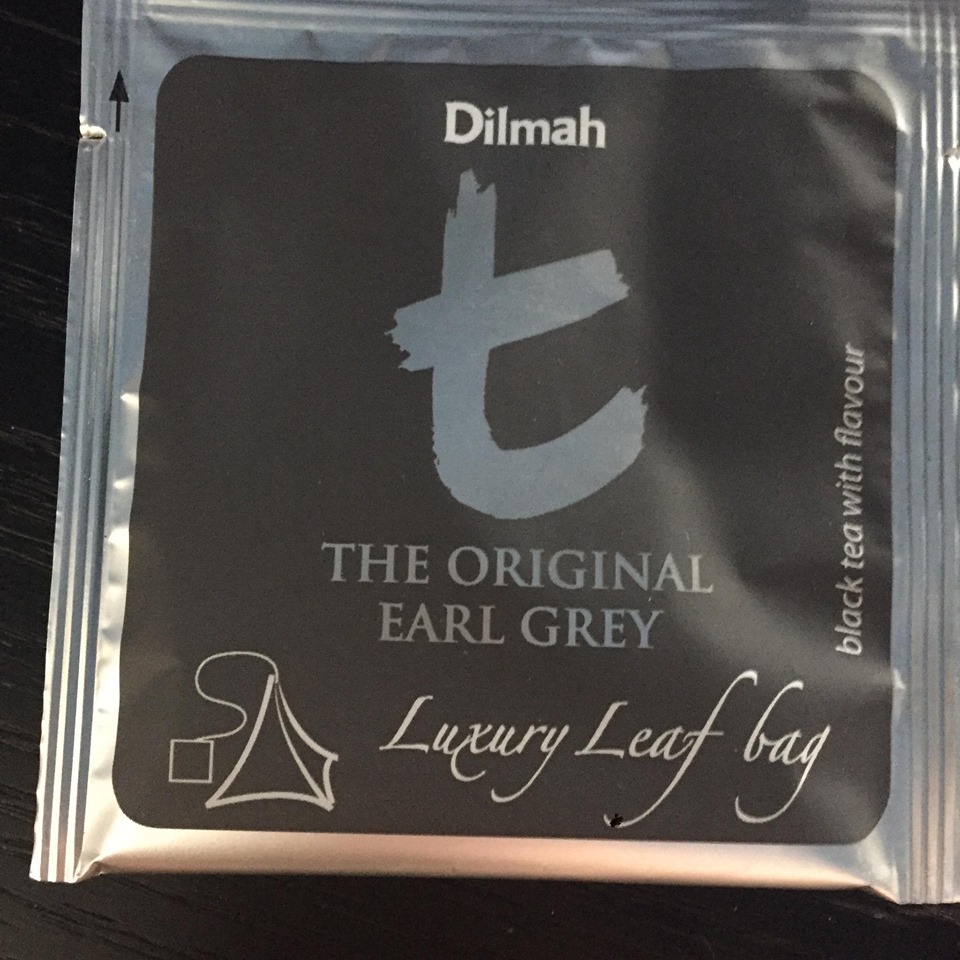 Dilmah
t
THE ORIGINAL
EARL GREY
Luxury Leaf bag
black tea with flavour